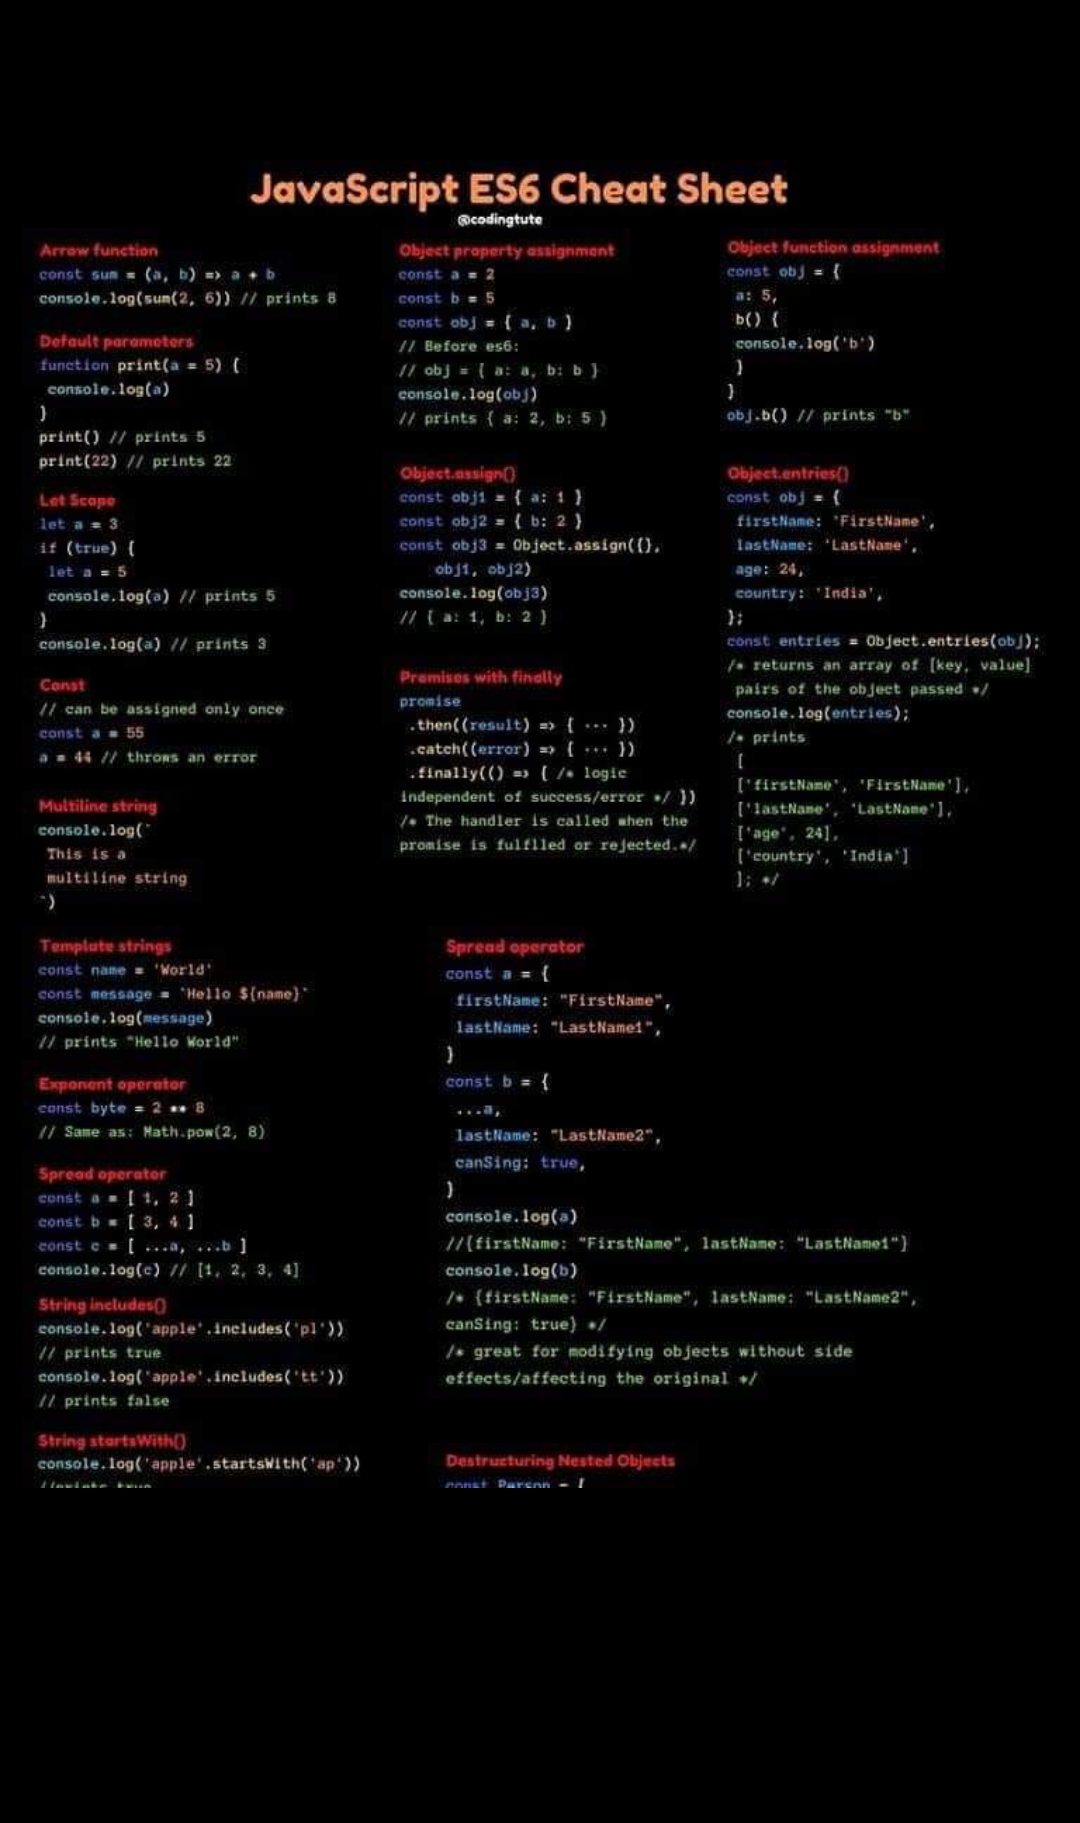 JavaScript ES6 Cheat Sheet
@codingtute
Arrow function
const sum = (a, b) => a + b
console.log(sum(2, 6)) // prints 8
Default parameters
function print(a = 5) {
console.log(a)
}
print() // prints 5
print(22) // prints 22
Let Scope
let a = 3
if (true) {
let a = 5
console.log(a) // prints 5
}
console.log(a) // prints 3
Const
// can be assigned only once
const a = 55
a = 44 // throws an error
Multiline string
console.log(`
This is a
multiline string
`)
Template strings
const name = 'World'
const message = `Hello ${name}`
console.log(message)
// prints "Hello World"
Exponent operator
const byte = 2 ** 8
// Same as: Math.pow(2, 8)
Spread operator
const a = [ 1, 2 ]
const b = [ 3, 4 ]
const c = [ ...a, ...b ]
console.log(c) // [1, 2, 3, 4]
String includes()
console.log('apple'.includes('pl'))
// prints true
console.log('apple'.includes('tt'))
// prints false
String startsWith()
console.log('apple'.startsWith('ap'))
//prints true
Object property assignment
const a = 2
const b = 5
const obj = { a, b }
// Before es6:
// obj = { a: a, b: b }
console.log(obj)
// prints { a: 2, b: 5 }
Object.assign()
const obj1 = { a: 1 }
const obj2 = { b: 2 }
const obj3 = Object.assign({},
obj1, obj2)
console.log(obj3)
// { a: 1, b: 2 }
Promises with finally
promise
.then((result) => { ··· })
.catch((error) => { ··· })
.finally(() => { /* logic
independent of success/error */ })
/* The handler is called when the
promise is fulflled or rejected.*/
Object function assignment
const obj = {
a: 5,
b() {
console.log('b')
}
}
obj.b() // prints "b"
Object.entries()
const obj = {
firstName: 'FirstName',
lastName: 'LastName',
age: 24,
country: 'India',
};
const entries = Object.entries(obj);
/* returns an array of [key, value]
pairs of the object passed */
console.log(entries);
/* prints
[
['firstName', 'FirstName'],
['lastName', 'LastName'],
['age', 24],
['country', 'India']
]; */
Spread operator
const a = {
firstName: "FirstName",
lastName: "LastName1",
}
const b = {
...a,
lastName: "LastName2",
canSing: true,
}
console.log(a)
//{firstName: "FirstName", lastName: "LastName1"}
console.log(b)
/* {firstName: "FirstName", lastName: "LastName2",
canSing: true} */
/* great for modifying objects without side
effects/affecting the original */
Destructuring Nested Objects
const Person = {